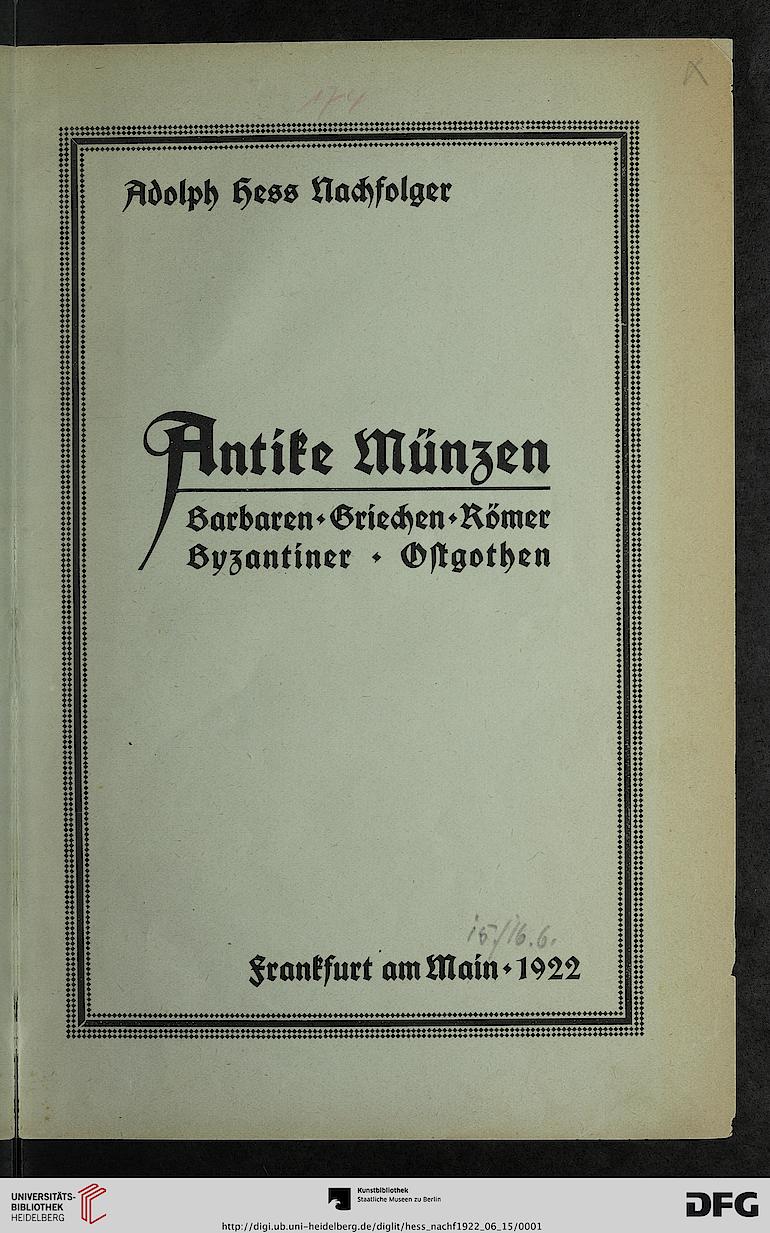 174
X
Adolph Hess Nachfolger
Antike Münzen
Barbaren • Griechen • Römer
Byzantiner • Ostgothen
15/16.6.
Frankfurt am Main • 1922
UNIVERSITÄTS-
BIBLIOTHEK
HEIDELBERG
Kunstbibliothek
Staatliche Museen zu Berlin
DFG
http://digi.ub.uni-heidelberg.de/diglit/hess_nachf1922_06_15/0001